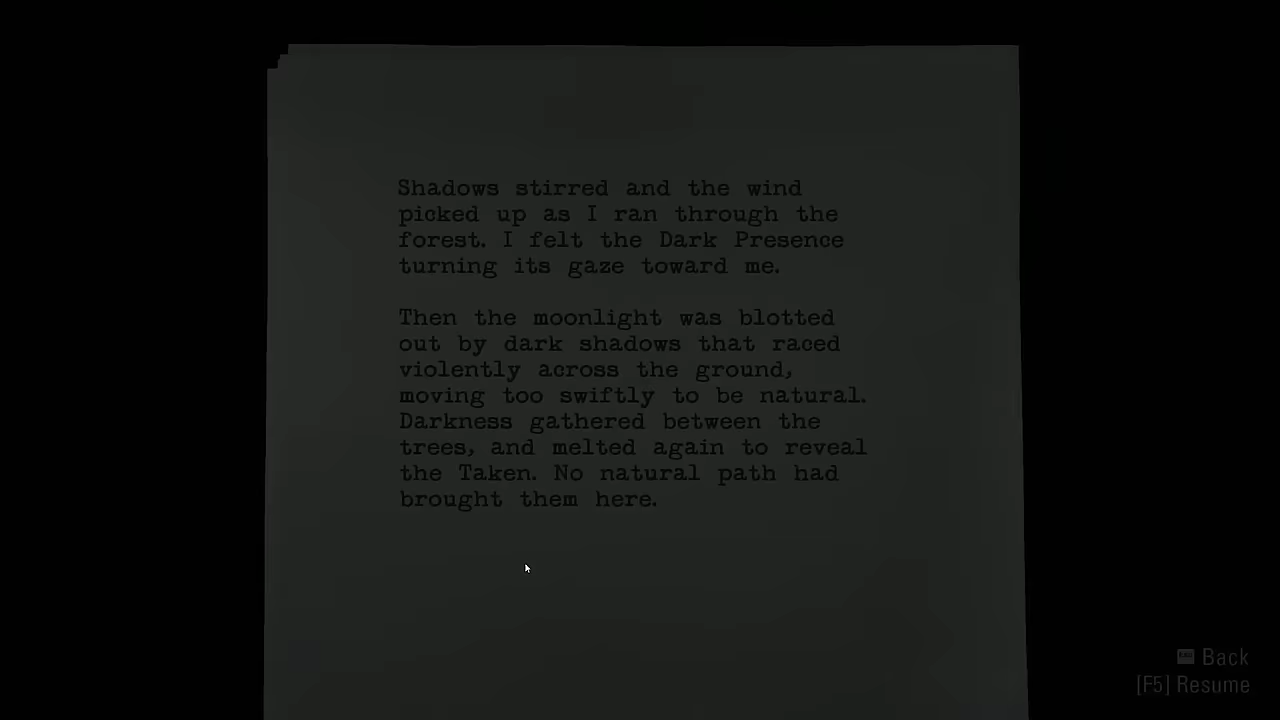 Shadows stirred and the wind
picked up as I ran through the
forest. I felt the Dark Presence
turning its gaze toward me.
Then the moonlight was blotted
out by dark shadows that raced
violently across the ground,
moving too swiftly to be natural.
Darkness gathered between the
trees, and melted again to reveal
the Taken. No natural path had
brought them here.
Back
[F5] Resume